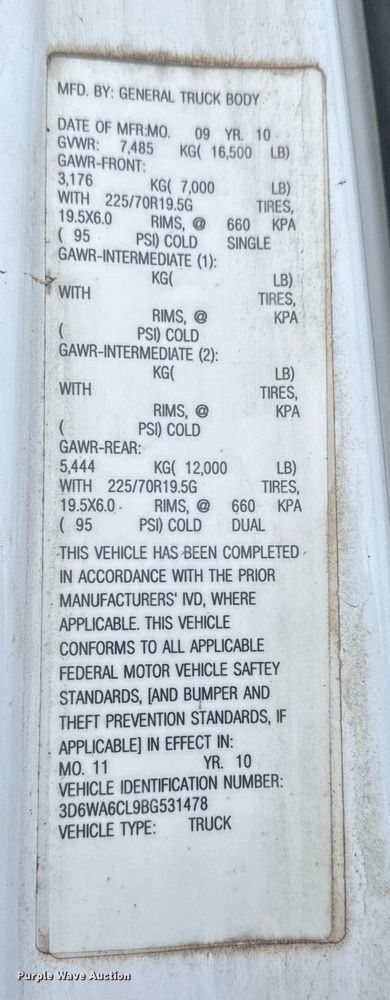 MFD. BY: GENERAL TRUCK BODY
DATE OF MFR:MO. 09 YR. 10
GVWR: 7,485 KG( 16,500 LB)
GAWR-FRONT:
3,176 KG( 7,000 LB)
WITH 225/70R19.5G TIRES,
19.5X6.0 RIMS, @ 660 KPA
( 95 PSI) COLD SINGLE
GAWR-INTERMEDIATE (1):
KG( LB)
WITH TIRES,
RIMS, @ KPA
( PSI) COLD
GAWR-INTERMEDIATE (2):
KG( LB)
WITH TIRES,
RIMS, @ KPA
( PSI) COLD
GAWR-REAR:
5,444 KG( 12,000 LB)
WITH 225/70R19.5G TIRES,
19.5X6.0 RIMS, @ 660 KPA
( 95 PSI) COLD DUAL
THIS VEHICLE HAS BEEN COMPLETED
IN ACCORDANCE WITH THE PRIOR
MANUFACTURERS' IVD, WHERE
APPLICABLE. THIS VEHICLE
CONFORMS TO ALL APPLICABLE
FEDERAL MOTOR VEHICLE SAFTEY
STANDARDS, [AND BUMPER AND
THEFT PREVENTION STANDARDS, IF
APPLICABLE] IN EFFECT IN:
MO. 11 YR. 10
VEHICLE IDENTIFICATION NUMBER:
3D6WA6CL9BG531478
VEHICLE TYPE: TRUCK
Purple Wave Auction